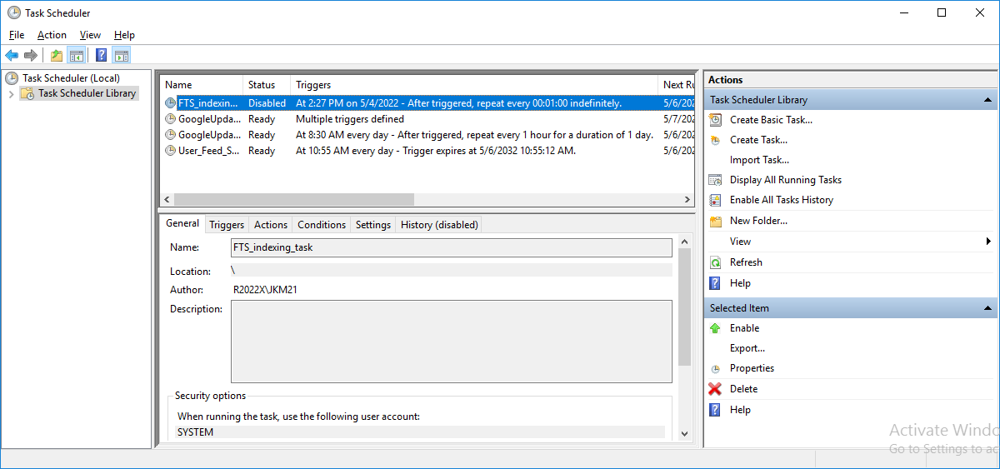 Task Scheduler
File Action View Help
Task Scheduler (Local)
Task Scheduler Library
Name Status Triggers Next Ru
FTS_indexin... Disabled At 2:27 PM on 5/4/2022 - After triggered, repeat every 00:01:00 indefinitely. 5/6/202
GoogleUpda... Ready Multiple triggers defined 5/7/202
GoogleUpda... Ready At 8:30 AM every day - After triggered, repeat every 1 hour for a duration of 1 day. 5/6/202
User_Feed_S... Ready At 10:55 AM every day - Trigger expires at 5/6/2032 10:55:12 AM. 5/6/202
General Triggers Actions Conditions Settings History (disabled)
Name: FTS_indexing_task
Location: \
Author: R2022X\JKM21
Description:
Security options
When running the task, use the following user account:
SYSTEM
Actions
Task Scheduler Library
Create Basic Task...
Create Task...
Import Task...
Display All Running Tasks
Enable All Tasks History
New Folder...
View
Refresh
Help
Selected Item
Enable
Export...
Properties
Delete
Help
Activate Windo
Go to Settings to ac